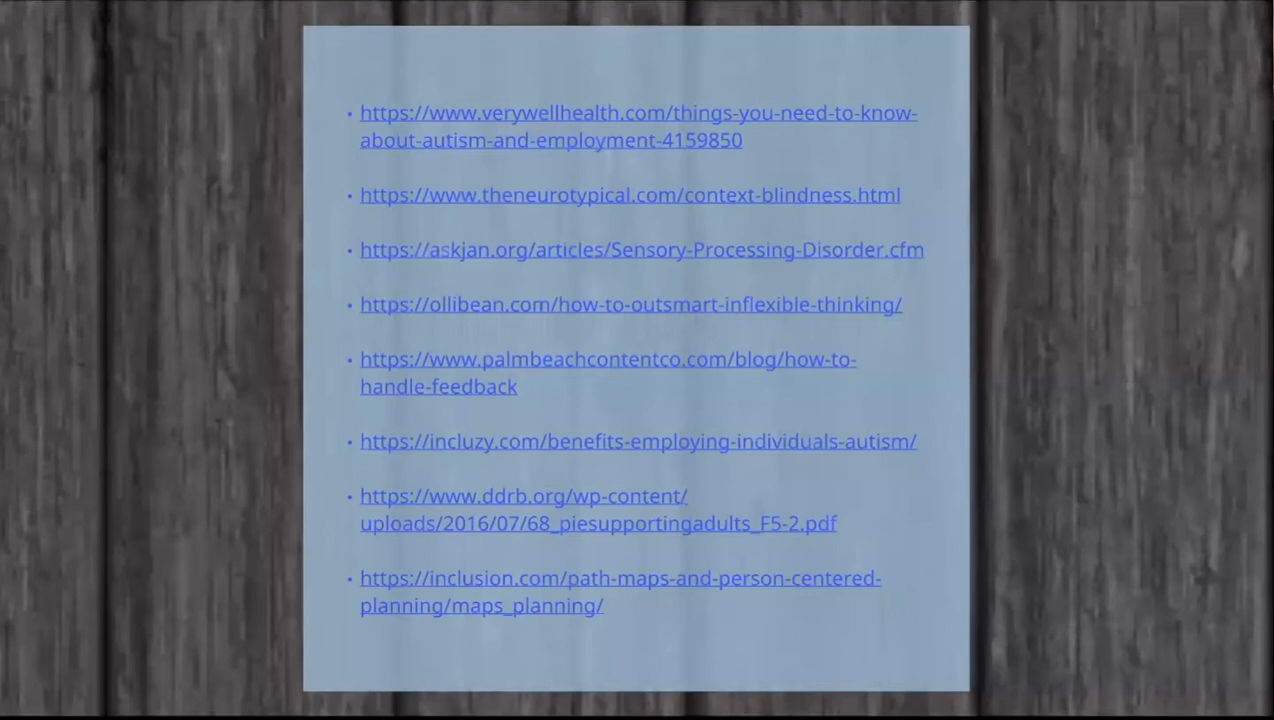 • https://www.verywellhealth.com/things-you-need-to-know-
about-autism-and-employment-4159850
• https://www.theneurotypical.com/context-blindness.html
• https://askjan.org/articles/Sensory-Processing-Disorder.cfm
• https://ollibean.com/how-to-outsmart-inflexible-thinking/
• https://www.palmbeachcontentco.com/blog/how-to-
handle-feedback
• https://incluzy.com/benefits-employing-individuals-autism/
• https://www.ddrb.org/wp-content/
uploads/2016/07/68_piesupportingadults_F5-2.pdf
• https://inclusion.com/path-maps-and-person-centered-
planning/maps_planning/